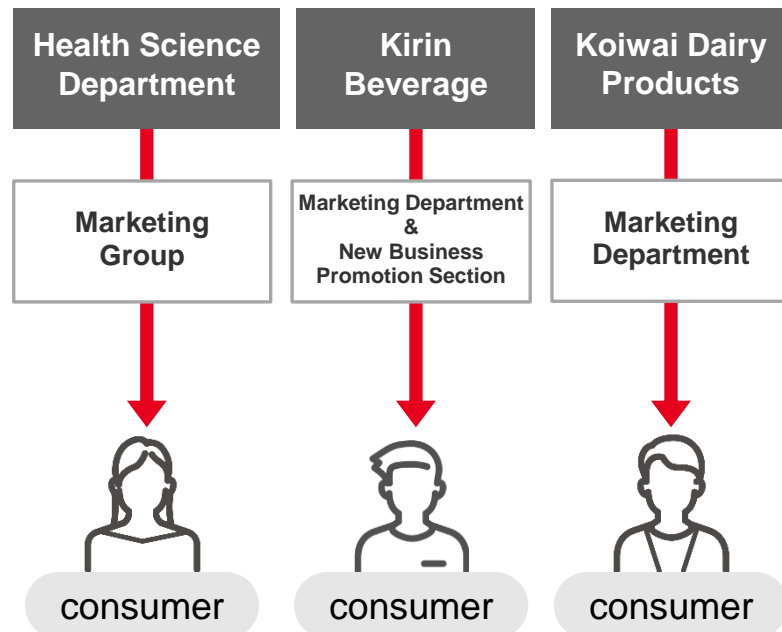 Health Science
Department
Kirin
Beverage
Koiwai Dairy
Products
Marketing
Group
Marketing Department
&
New Business
Promotion Section
Marketing
Department
consumer
consumer
consumer